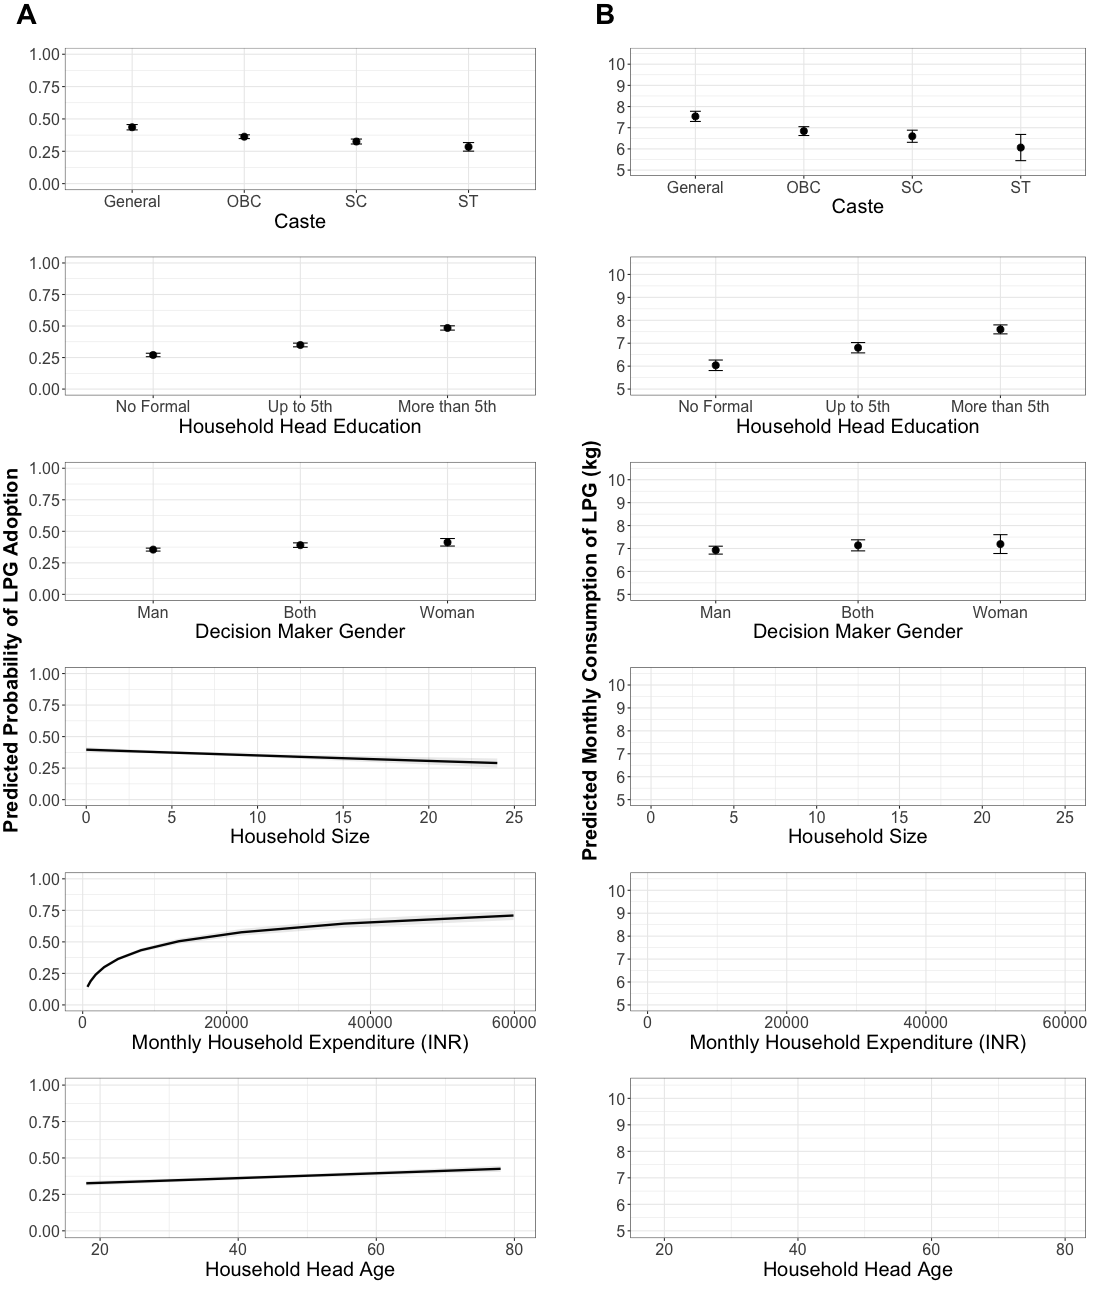 A
Predicted Probability of LPG Adoption
1.00
0.75
0.50
0.25
0.00
General OBC SC ST
Caste
1.00
0.75
0.50
0.25
0.00
No Formal Up to 5th More than 5th
Household Head Education
1.00
0.75
0.50
0.25
0.00
Man Both Woman
Decision Maker Gender
1.00
0.75
0.50
0.25
0.00
0 5 10 15 20 25
Household Size
1.00
0.75
0.50
0.25
0.00
0 20000 40000 60000
Monthly Household Expenditure (INR)
1.00
0.75
0.50
0.25
0.00
20 40 60 80
Household Head Age
B
Predicted Monthly Consumption of LPG (kg)
10
9
8
7
6
5
General OBC SC ST
Caste
10
9
8
7
6
5
No Formal Up to 5th More than 5th
Household Head Education
10
9
8
7
6
5
Man Both Woman
Decision Maker Gender
10
9
8
7
6
5
0 5 10 15 20 25
Household Size
10
9
8
7
6
5
0 20000 40000 60000
Monthly Household Expenditure (INR)
10
9
8
7
6
5
20 40 60 80
Household Head Age